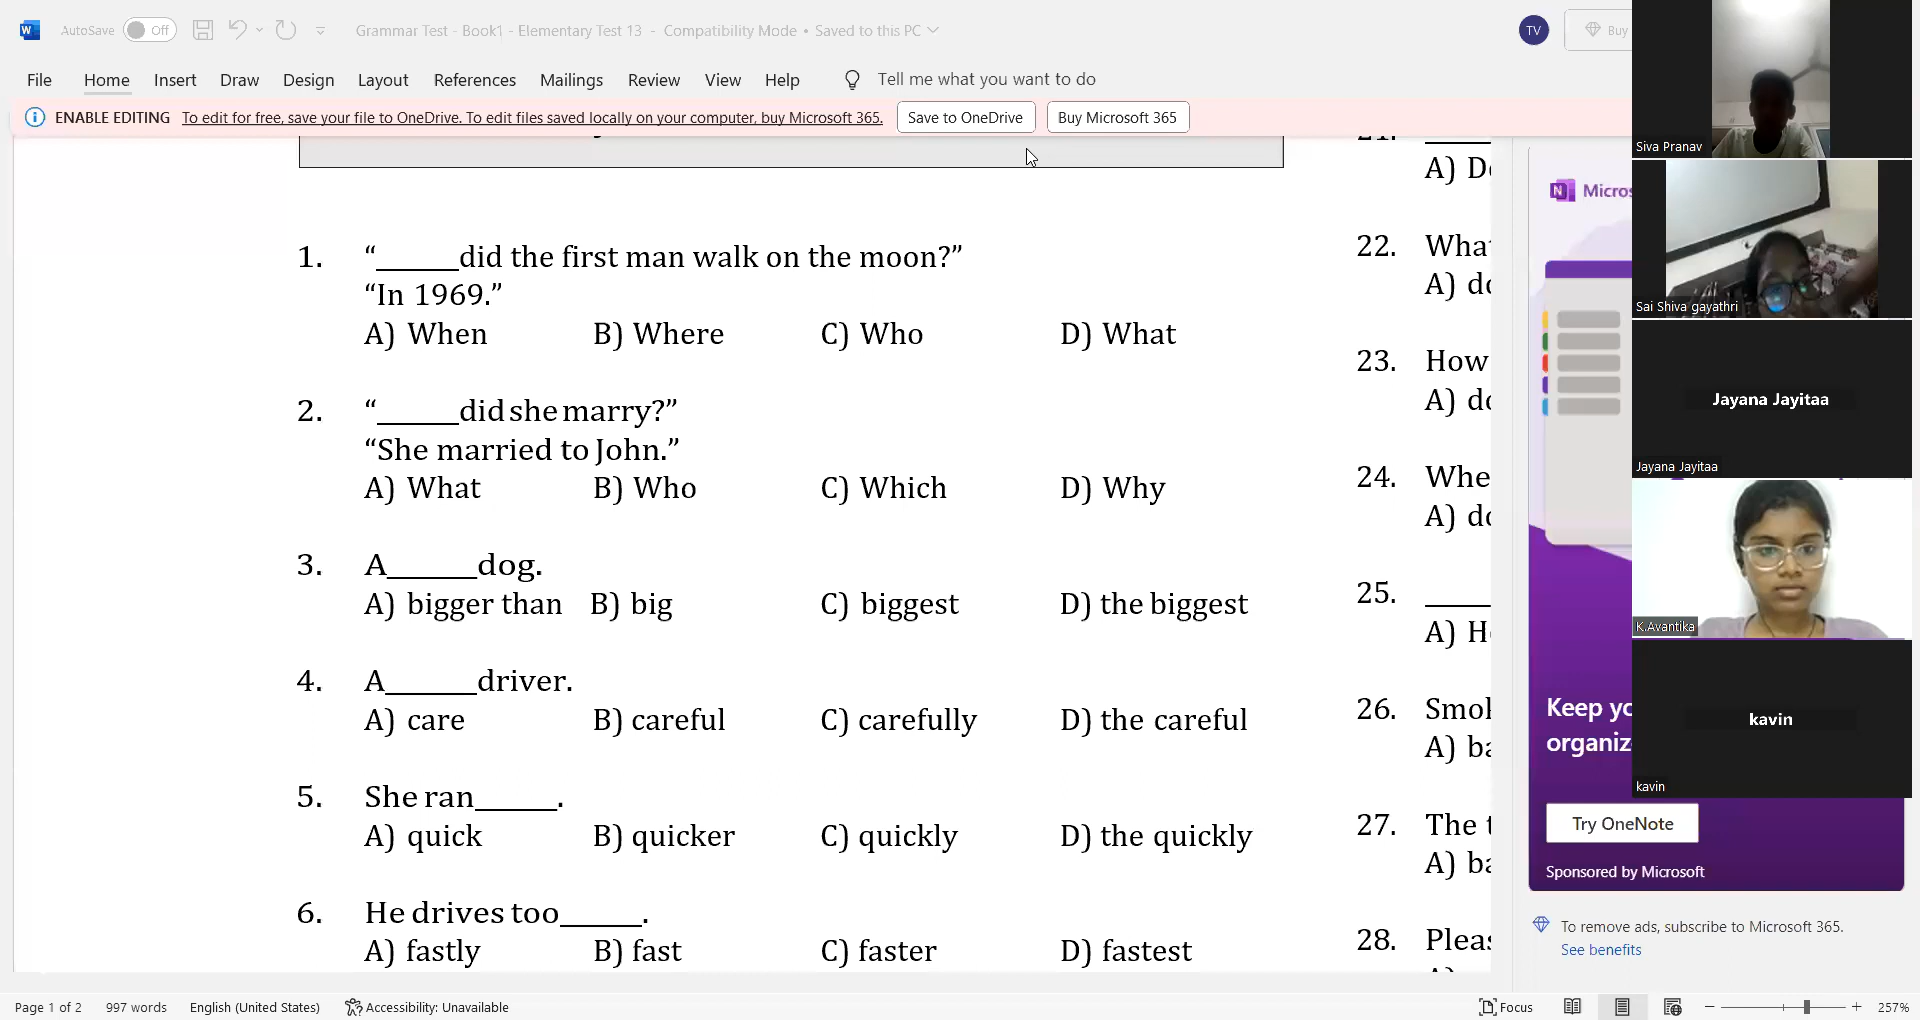 AutoSave Off Grammar Test - Book1 - Elementary Test 13 - Compatibility Mode • Saved to this PC TV Buy
File Home Insert Draw Design Layout References Mailings Review View Help Tell me what you want to do
ENABLE EDITING To edit for free, save your file to OneDrive. To edit files saved locally on your computer, buy Microsoft 365. Save to OneDrive Buy Microsoft 365
1. “______did the first man walk on the moon?”
“In 1969.”
A) When B) Where C) Who D) What
2. “______did she marry?”
“She married to John.”
A) What B) Who C) Which D) Why
3. A______dog.
A) bigger than B) big C) biggest D) the biggest
4. A______driver.
A) care B) careful C) carefully D) the careful
5. She ran______.
A) quick B) quicker C) quickly D) the quickly
6. He drives too______.
A) fastly B) fast C) faster D) fastest
A)
22.
A)
23. How
A)
24.
A)
25. ____
A)
26.
A)
27. The
A)
28.
Keep
Try OneNote
Sponsored by Microsoft
To remove ads, subscribe to Microsoft 365.
See benefits
Siva Pranav
Sai Shiva gayathri
Jayana Jayitaa
Jayana Jayitaa
K.Avantika
kavin
kavin
Page 1 of 2 997 words English (United States) Accessibility: Unavailable Focus 257%